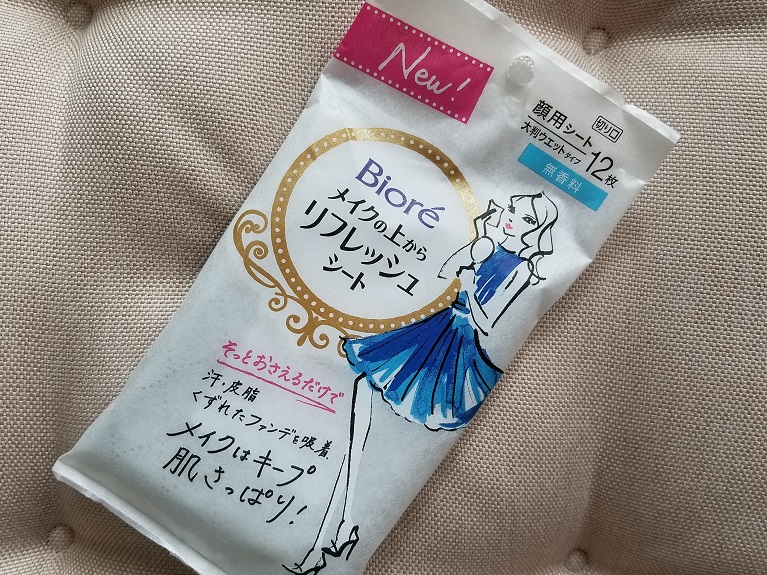 New!
切り口
顔用シート
大判ウエットタイプ 12枚
無香料
Bioré
メイクの上から
リフレッシュ
シート
そっとおさえるだけで
汗・皮脂
くずれたファンデを吸着
メイクはキープ
肌さっぱり!